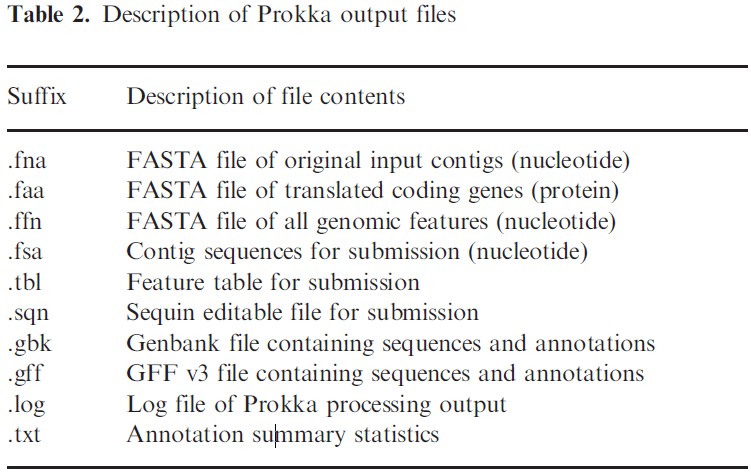 Table 2. Description of Prokka output files
Suffix Description of file contents
.fna FASTA file of original input contigs (nucleotide)
.faa FASTA file of translated coding genes (protein)
.ffn FASTA file of all genomic features (nucleotide)
.fsa Contig sequences for submission (nucleotide)
.tbl Feature table for submission
.sqn Sequin editable file for submission
.gbk Genbank file containing sequences and annotations
.gff GFF v3 file containing sequences and annotations
.log Log file of Prokka processing output
.txt Annotation summary statistics